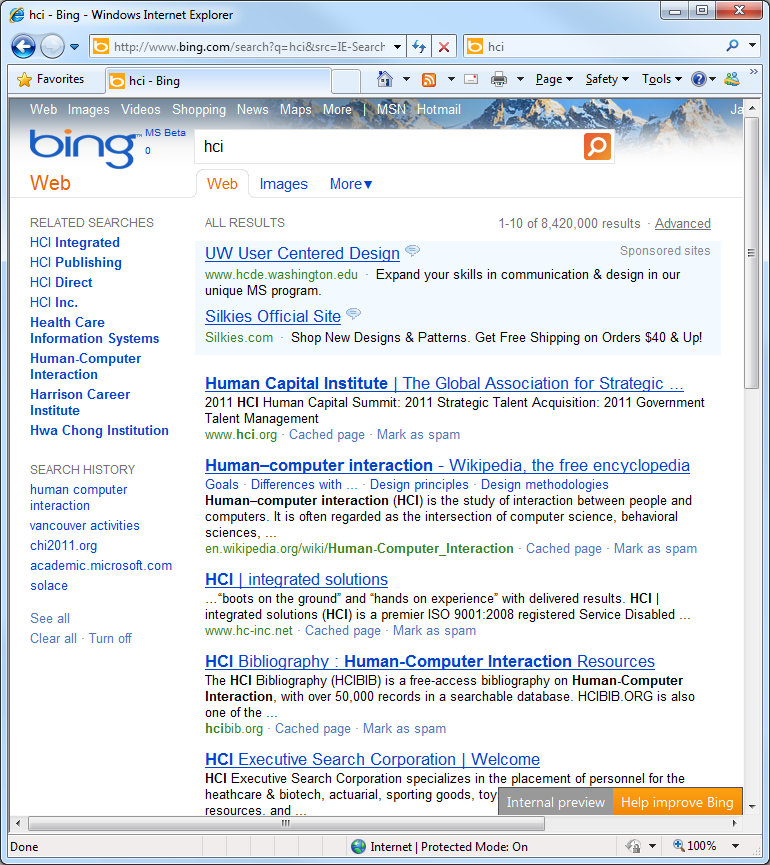 hci - Bing - Windows Internet Explorer
http://www.bing.com/search?q=hci&src=IE-Search
hci
Favorites
hci - Bing
Page
Safety
Tools
Web Images Videos Shopping News Maps More | MSN Hotmail
Ja
bing™ MS Beta
0
hci
Web
Web Images More▼
RELATED SEARCHES
HCI Integrated
HCI Publishing
HCI Direct
HCI Inc.
Health Care
Information Systems
Human-Computer
Interaction
Harrison Career
Institute
Hwa Chong Institution
SEARCH HISTORY
human computer
interaction
vancouver activities
chi2011.org
academic.microsoft.com
solace
See all
Clear all · Turn off
ALL RESULTS
1-10 of 8,420,000 results · Advanced
UW User Centered Design
Sponsored sites
www.hcde.washington.edu · Expand your skills in communication & design in our
unique MS program.
Silkies Official Site
Silkies.com · Shop New Designs & Patterns. Get Free Shipping on Orders $40 & Up!
Human Capital Institute | The Global Association for Strategic ...
2011 HCI Human Capital Summit: 2011 Strategic Talent Acquisition: 2011 Government
Talent Management
www.hci.org · Cached page · Mark as spam
Human–computer interaction - Wikipedia, the free encyclopedia
Goals · Differences with ... · Design principles · Design methodologies
Human–computer interaction (HCI) is the study of interaction between people and
computers. It is often regarded as the intersection of computer science, behavioral
sciences, ...
en.wikipedia.org/wiki/Human-Computer_Interaction · Cached page · Mark as spam
HCI | integrated solutions
…“boots on the ground” and “hands on experience” with delivered results. HCI |
integrated solutions (HCI) is a premier ISO 9001:2008 registered Service Disabled ...
www.hc-inc.net · Cached page · Mark as spam
HCI Bibliography : Human-Computer Interaction Resources
The HCI Bibliography (HCIBIB) is a free-access bibliography on Human-Computer
Interaction, with over 50,000 records in a searchable database. HCIBIB.ORG is also
one of the ...
hcibib.org · Cached page · Mark as spam
HCI Executive Search Corporation | Welcome
HCI Executive Search Corporation specializes in the placement of personnel for the
heathcare & biotech, actuarial, sporting goods, toy
resources, and ...
Internal preview
Help improve Bing
Done
Internet | Protected Mode: On
100%